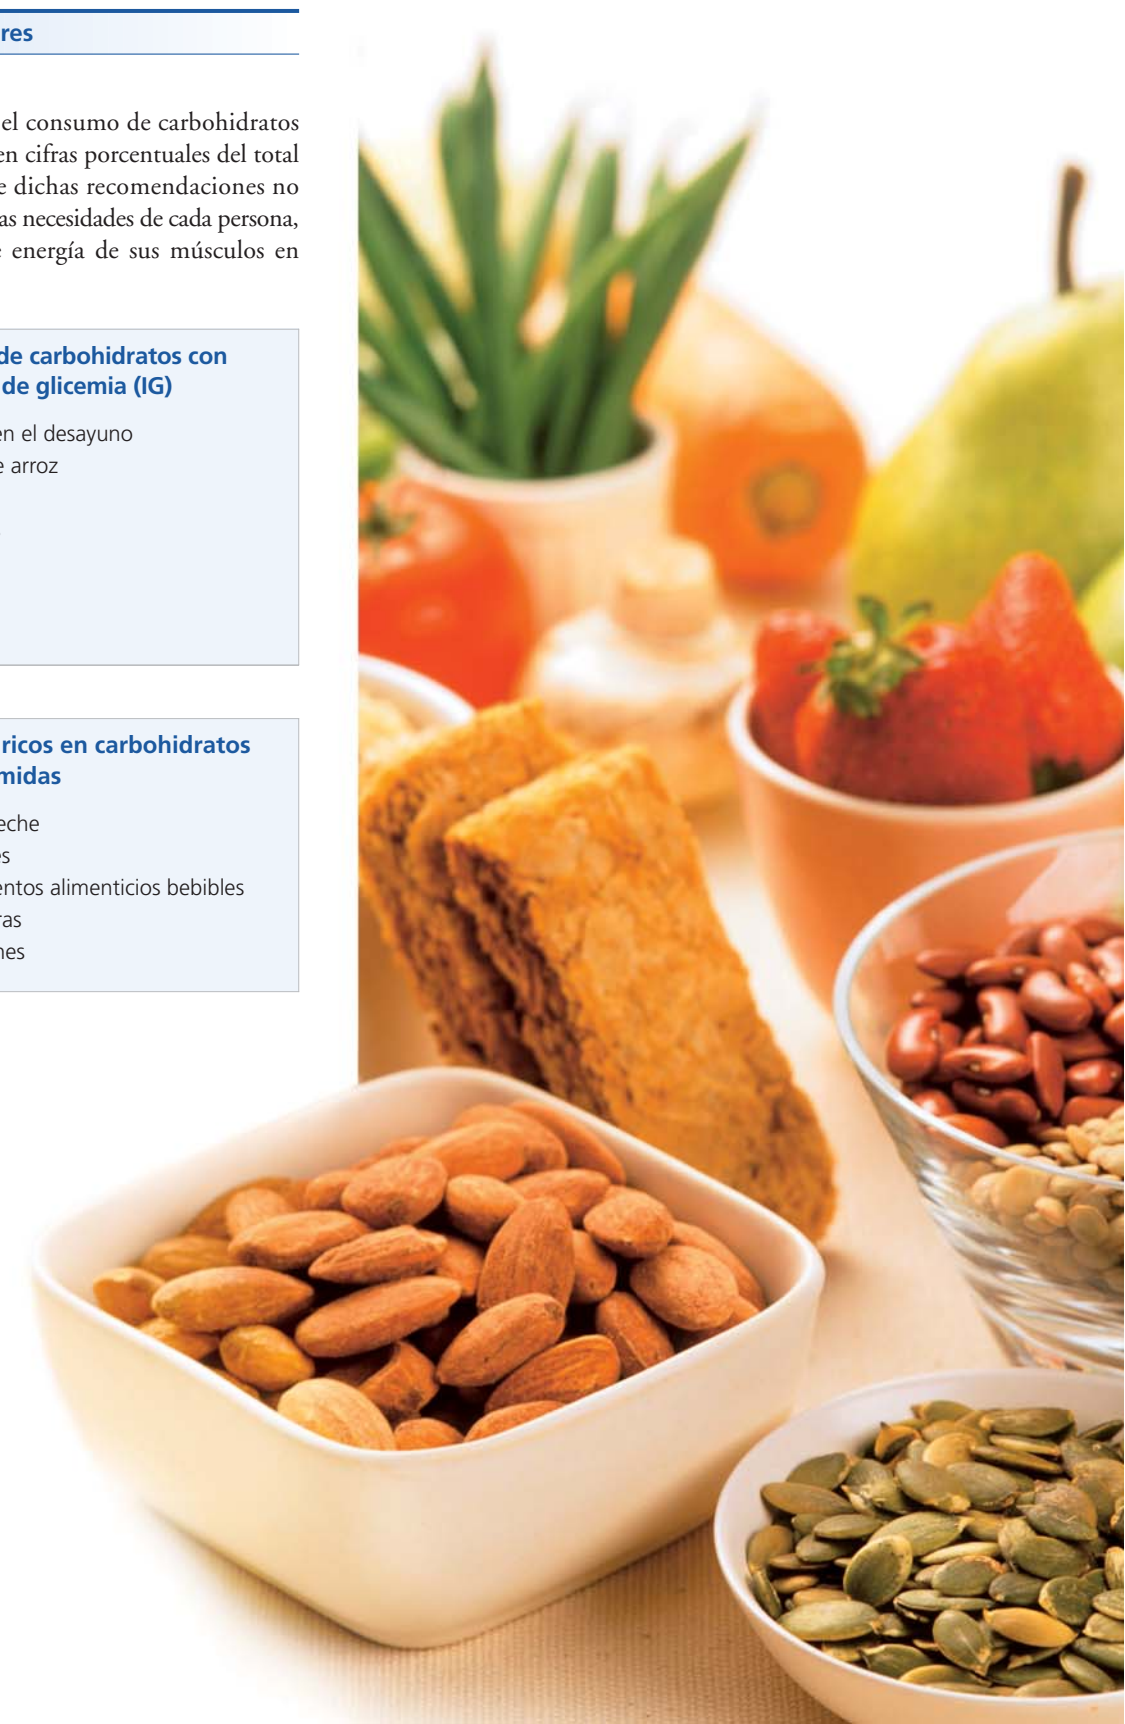 res
el consumo de carbohidratos
en cifras porcentuales del total
e dichas recomendaciones no
as necesidades de cada persona,
e energía de sus músculos en
de carbohidratos con
de glicemia (IG)
en el desayuno
e arroz
ricos en carbohidratos
midas
eche
es
entos alimenticios bebibles
ras
nes